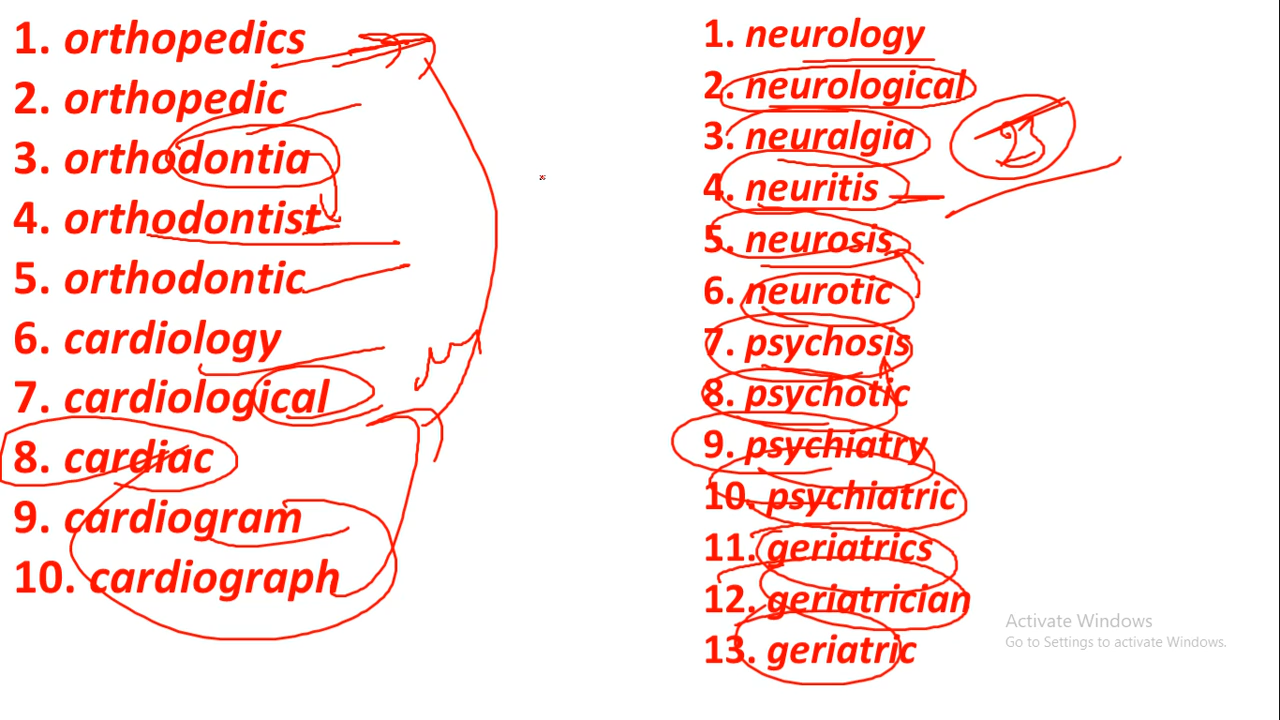 1. orthopedics
2. orthopedic
3. orthodontia
4. orthodontist
5. orthodontic
6. cardiology
7. cardiological
8. cardiac
9. cardiogram
10. cardiograph
1. neurology
2. neurological
3. neuralgia
4. neuritis
5. neurosis
6. neurotic
7. psychosis
8. psychotic
9. psychiatry
10. psychiatric
11. geriatrics
12. geriatrician
13. geriatric
Activate Windows
Go to Settings to activate Windows.